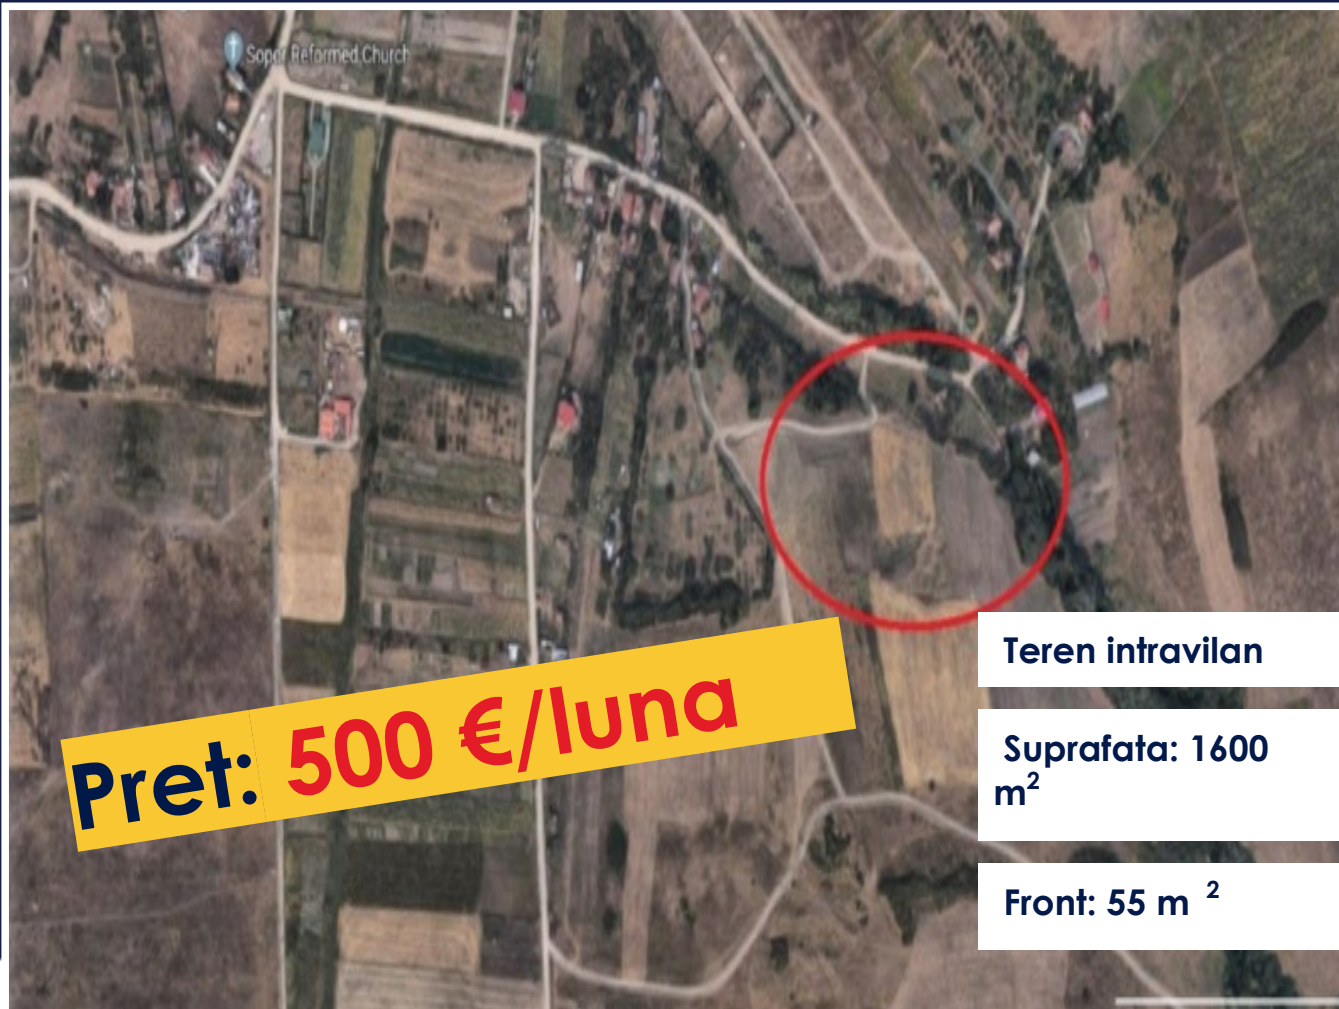 Sopor Reformed Church
Pret: 500 €/luna
Teren intravilan
Suprafata: 1600
m²
Front: 55 m ²